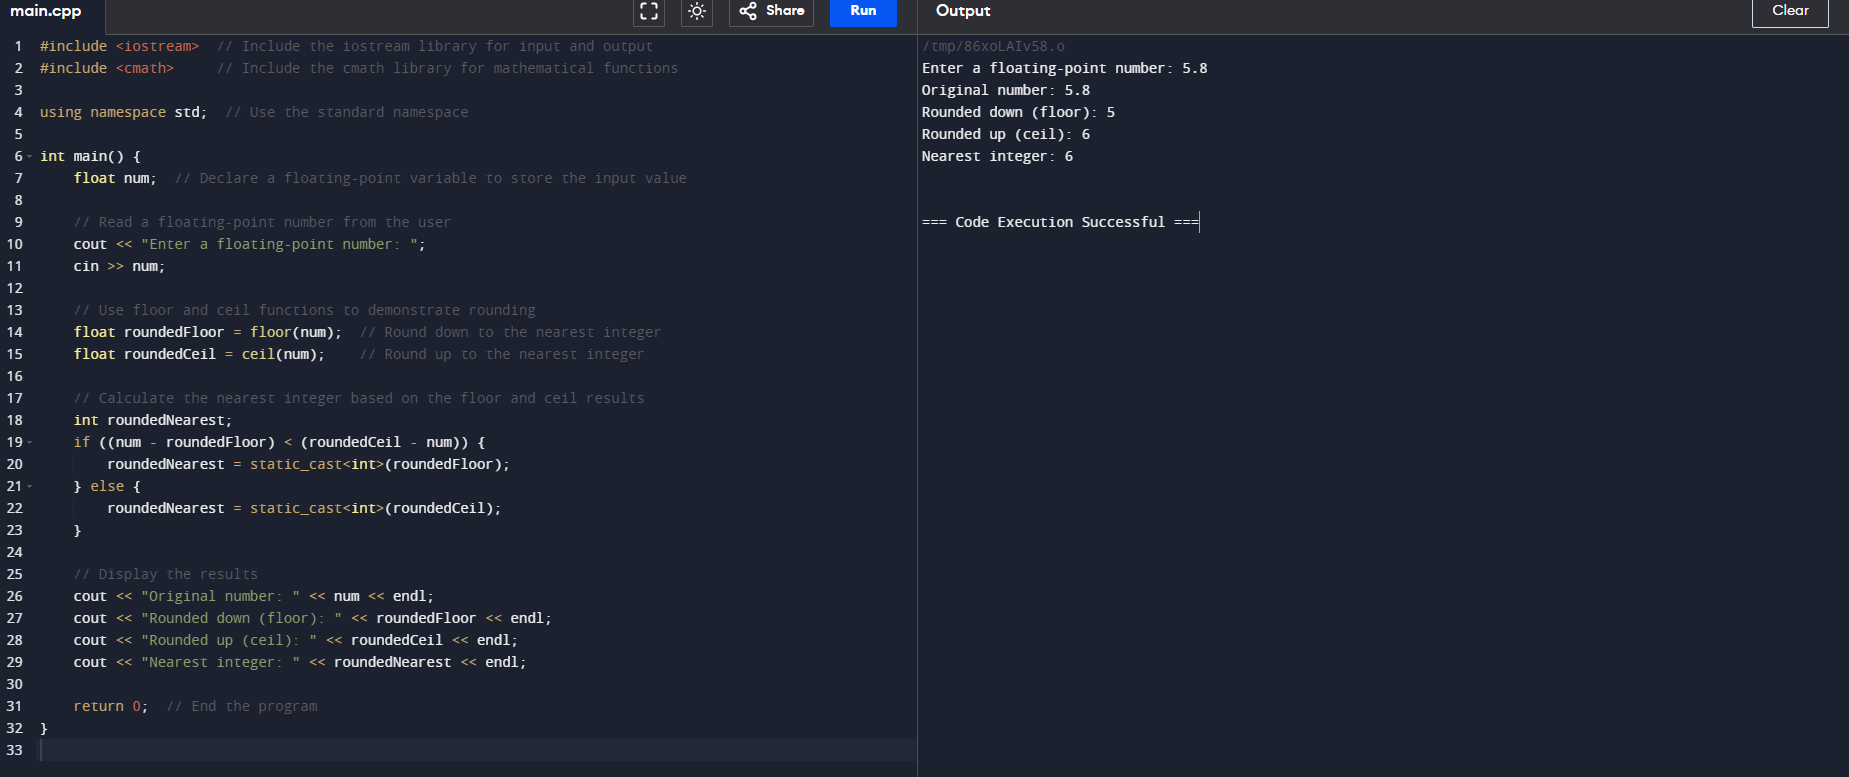 main.cpp
Share
Run
Output
Clear
1 #include <iostream>  // Include the iostream library for input and output
2 #include <cmath>     // Include the cmath library for mathematical functions
3
4 using namespace std;  // Use the standard namespace
5
6 int main() {
7     float num;  // Declare a floating-point variable to store the input value
8
9     // Read a floating-point number from the user
10     cout << "Enter a floating-point number: ";
11     cin >> num;
12
13     // Use floor and ceil functions to demonstrate rounding
14     float roundedFloor = floor(num);  // Round down to the nearest integer
15     float roundedCeil = ceil(num);    // Round up to the nearest integer
16
17     // Calculate the nearest integer based on the floor and ceil results
18     int roundedNearest;
19     if ((num - roundedFloor) < (roundedCeil - num)) {
20         roundedNearest = static_cast<int>(roundedFloor);
21     } else {
22         roundedNearest = static_cast<int>(roundedCeil);
23     }
24
25     // Display the results
26     cout << "Original number: " << num << endl;
27     cout << "Rounded down (floor): " << roundedFloor << endl;
28     cout << "Rounded up (ceil): " << roundedCeil << endl;
29     cout << "Nearest integer: " << roundedNearest << endl;
30
31     return 0;  // End the program
32 }
33
/tmp/86xoLAIv58.o
Enter a floating-point number: 5.8
Original number: 5.8
Rounded down (floor): 5
Rounded up (ceil): 6
Nearest integer: 6
=== Code Execution Successful ===